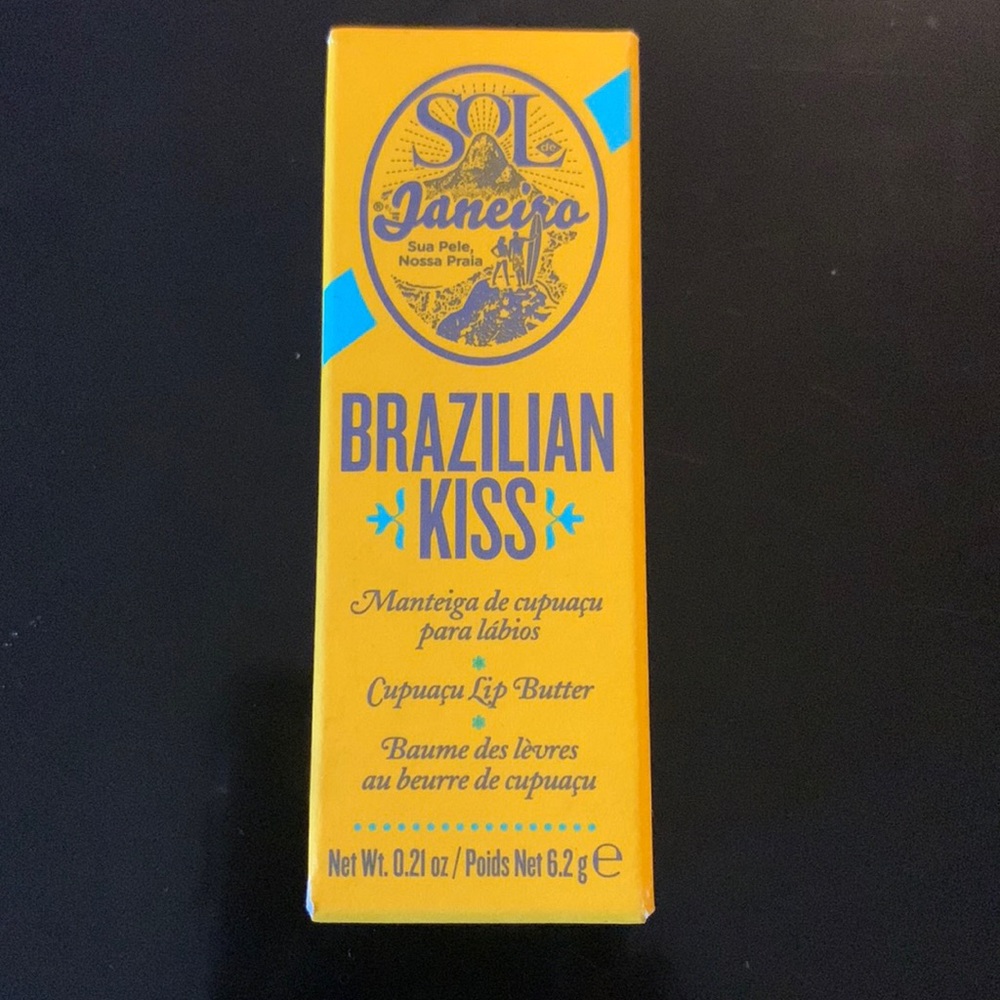 SOL de
Janeiro®
Sua Pele,
Nossa Praia
BRAZILIAN
KISS
Manteiga de cupuaçu
para lábios
Cupuaçu Lip Butter
Baume des lèvres
au beurre de cupuaçu
Net Wt. 0.21 oz / Poids Net 6.2 g ℮